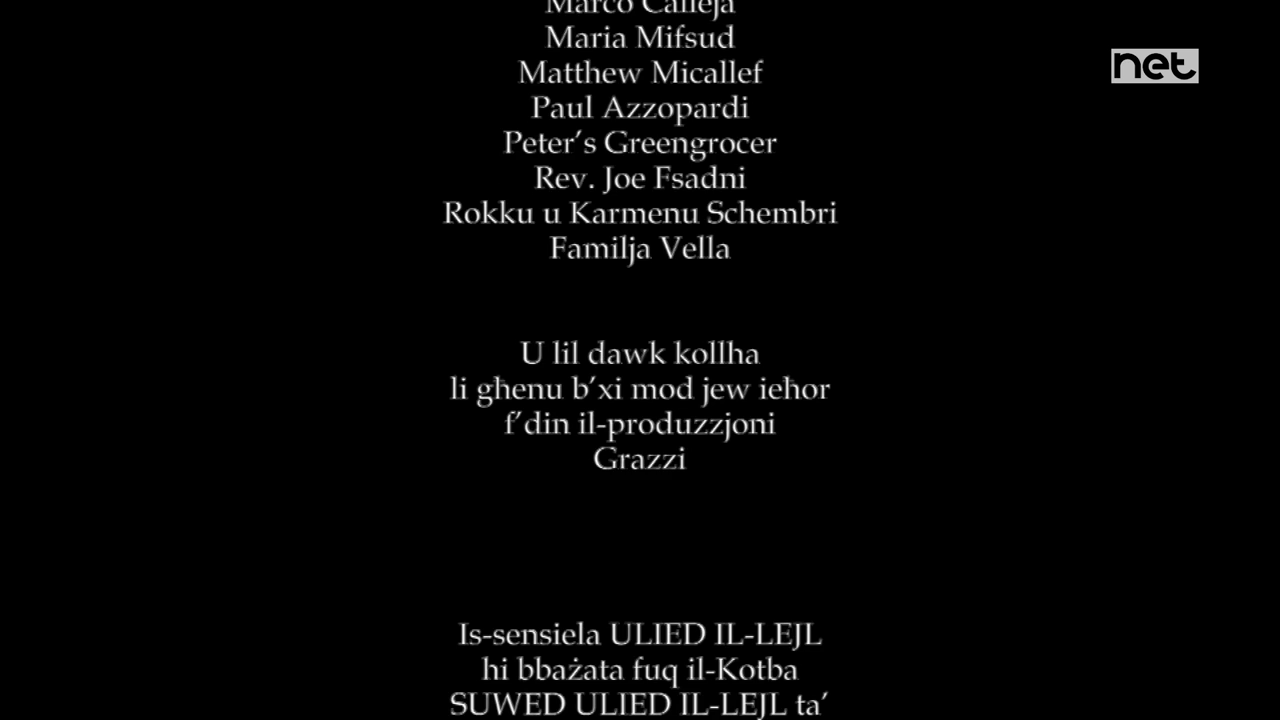 Marco Calleja
Maria Mifsud
Matthew Micallef
Paul Azzopardi
Peter's Greengrocer
Rev. Joe Fsadni
Rokku u Karmenu Schembri
Familja Vella
U lil dawk kollha
li għenu b'xi mod jew ieħor
f'din il-produzzjoni
Grazzi
Is-sensiela ULIED IL-LEJL
hi bbażata fuq il-Kotba
SUWED ULIED IL-LEJL ta'
net